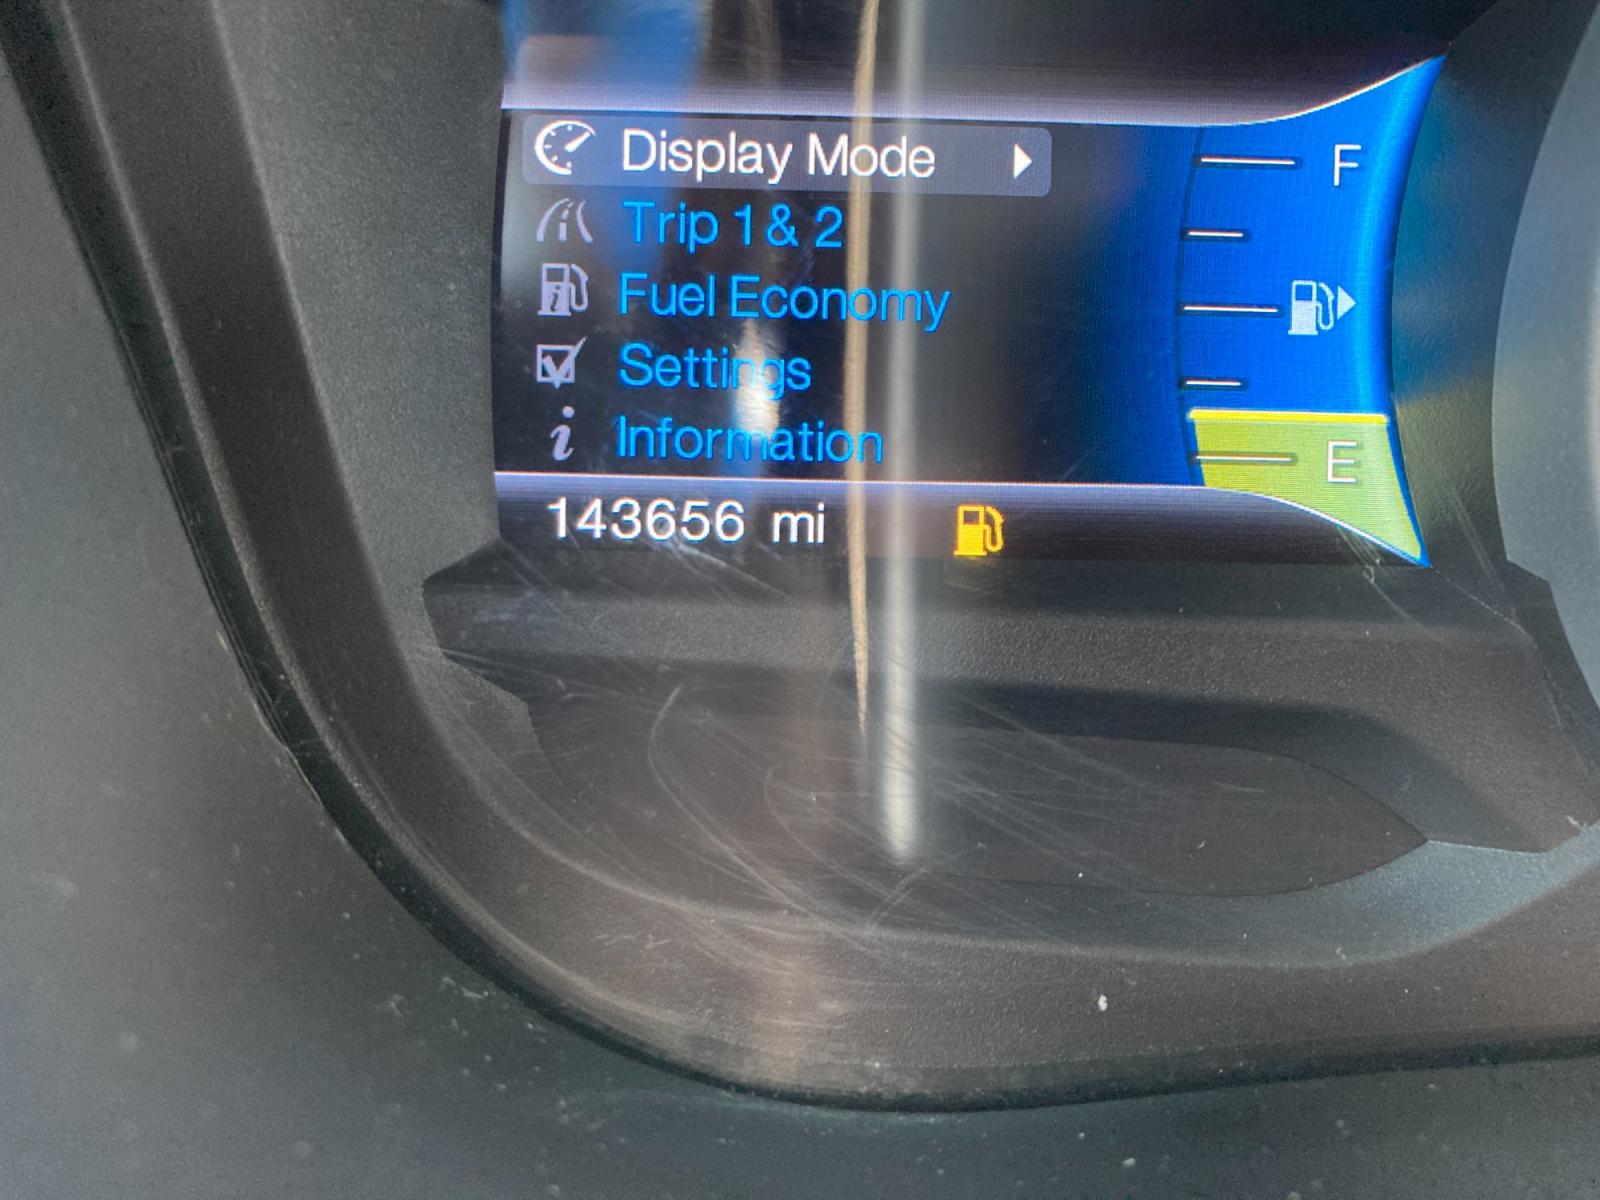 Display Mode
F
Trip 1 & 2
Fuel Economy
Settings
Information
E
143656 mi